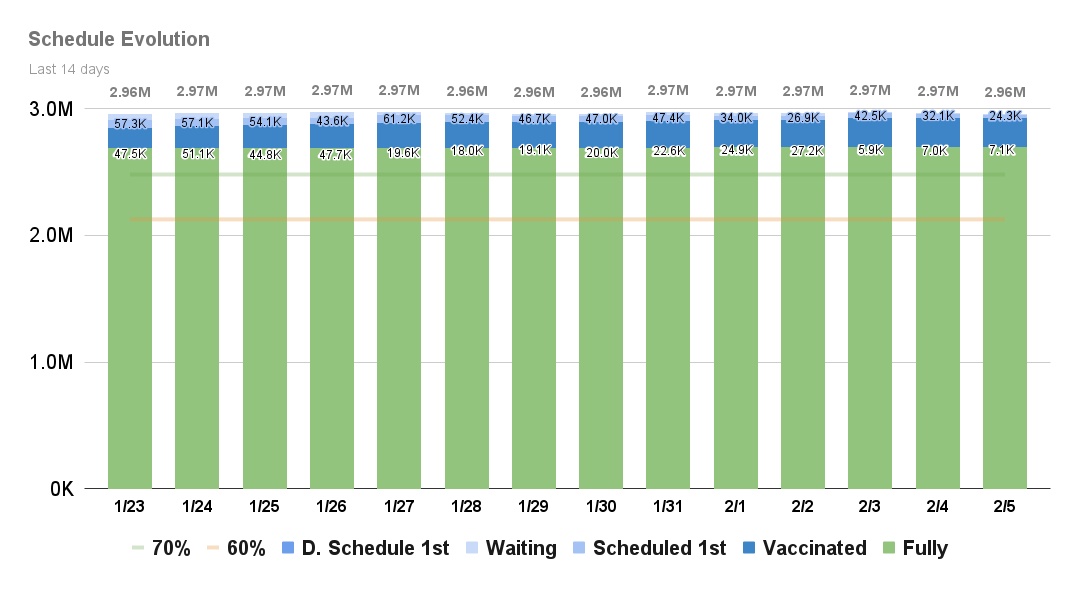 Schedule Evolution
Last 14 days
2.96M 2.97M 2.97M 2.97M 2.97M 2.96M 2.96M 2.96M 2.97M 2.97M 2.97M 2.97M 2.97M 2.96M
3.0M
57.3K 57.1K 54.1K 43.6K 61.2K 52.4K 46.7K 47.0K 47.4K 34.0K 26.9K 42.5K 32.1K 24.3K
47.5K 51.1K 44.8K 47.7K 19.6K 18.0K 19.1K 20.0K 22.6K 24.9K 27.2K 5.9K 7.0K 7.1K
2.0M
1.0M
0K
1/23 1/24 1/25 1/26 1/27 1/28 1/29 1/30 1/31 2/1 2/2 2/3 2/4 2/5
70% 60% D. Schedule 1st Waiting Scheduled 1st Vaccinated Fully